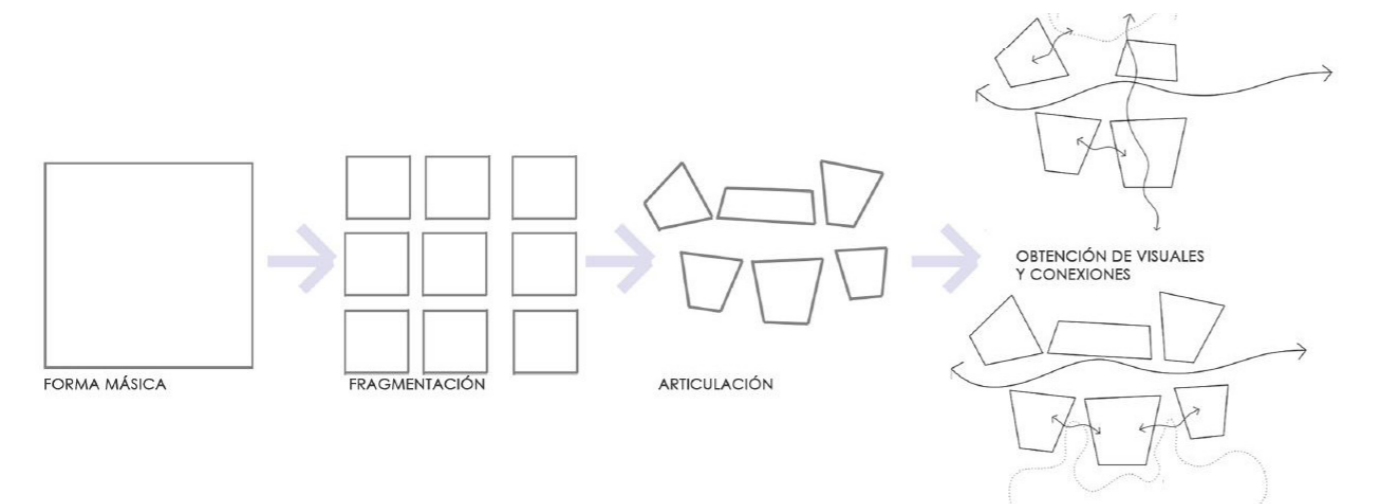 FORMA MÁSICA
FRAGMENTACIÓN
ARTICULACIÓN
OBTENCIÓN DE VISUALES
Y CONEXIONES